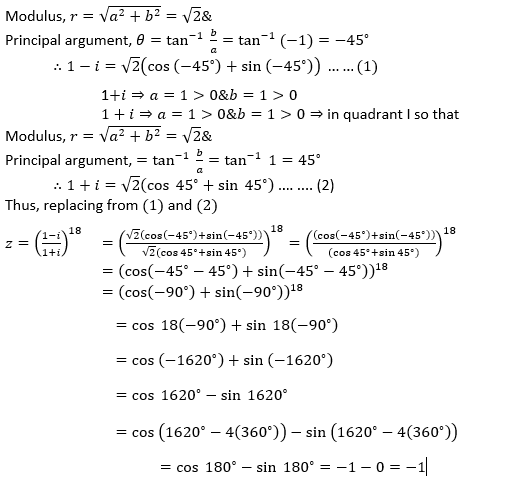 Modulus, r = √(a² + b²) = √2&
Principal argument, θ = tan⁻¹ b/a = tan⁻¹ (−1) = −45°
∴ 1 − i = √2(cos (−45°) + sin (−45°)) … … (1)
1+i ⇒ a = 1 > 0&b = 1 > 0
1 + i ⇒ a = 1 > 0&b = 1 > 0 ⇒ in quadrant I so that
Modulus, r = √(a² + b²) = √2&
Principal argument, = tan⁻¹ b/a = tan⁻¹ 1 = 45°
∴ 1 + i = √2(cos 45° + sin 45°) … . … . (2)
Thus, replacing from (1) and (2)
z = ((1−i)/(1+i))¹⁸ = (√2(cos(−45°)+sin(−45°))/√2(cos 45°+sin 45°))¹⁸ = ((cos(−45°)+sin(−45°))/(cos 45°+sin 45°))¹⁸
= (cos(−45° − 45°) + sin(−45° − 45°))¹⁸
= (cos(−90°) + sin(−90°))¹⁸
= cos 18(−90°) + sin 18(−90°)
= cos (−1620°) + sin (−1620°)
= cos 1620° − sin 1620°
= cos (1620° − 4(360°)) − sin (1620° − 4(360°))
= cos 180° − sin 180° = −1 − 0 = −1